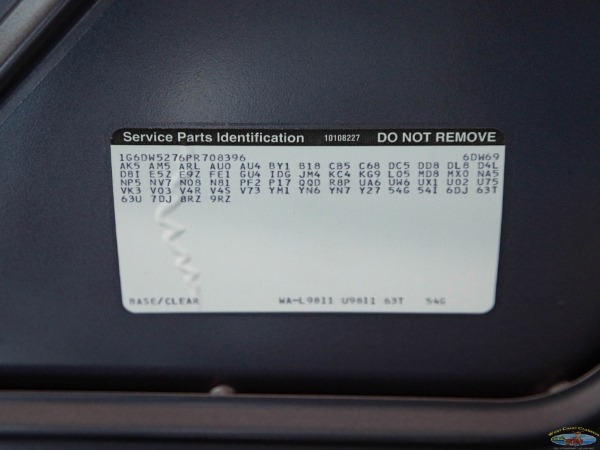 Service Parts Identification 10108227 DO NOT REMOVE
1G6DW5276PR708396 6DW69
AK5 AM5 ARL AU0 AU4 BY1 B18 C85 C68 DC5 DD8 DL8 D4L
D8I E5Z E9Z FE1 GU4 IDG JM4 KC4 KG9 L05 MD8 MX0 NA5
NP5 NV7 N08 N81 PF2 P17 QQD R8P UA6 UW6 UX1 U02 U75
VK3 V03 V4R V4S V73 YM1 YN6 YN7 Y27 54G 54I 6DJ 63T
63U 7DJ 8RZ 9RZ
BASE/CLEAR WA-L9811 U9811 63T 54G